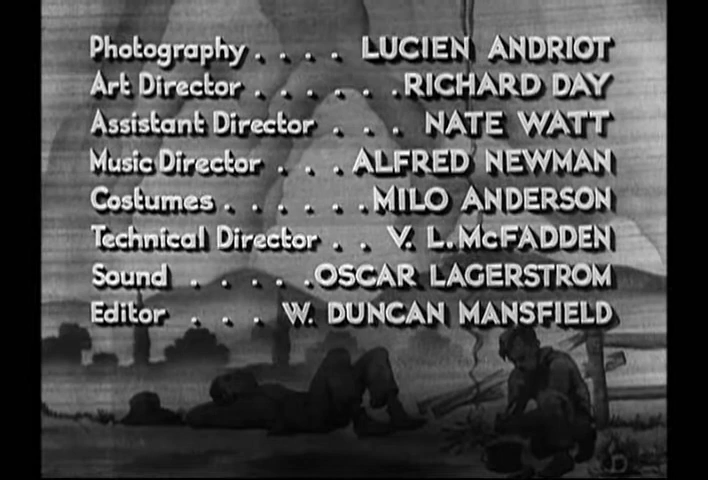 Photography . . . . LUCIEN ANDRIOT
Art Director . . . . . . RICHARD DAY
Assistant Director . . . NATE WATT
Music Director . . . ALFRED NEWMAN
Costumes . . . . . . MILO ANDERSON
Technical Director . . V. L. McFADDEN
Sound . . . . . OSCAR LAGERSTROM
Editor . . . W. DUNCAN MANSFIELD